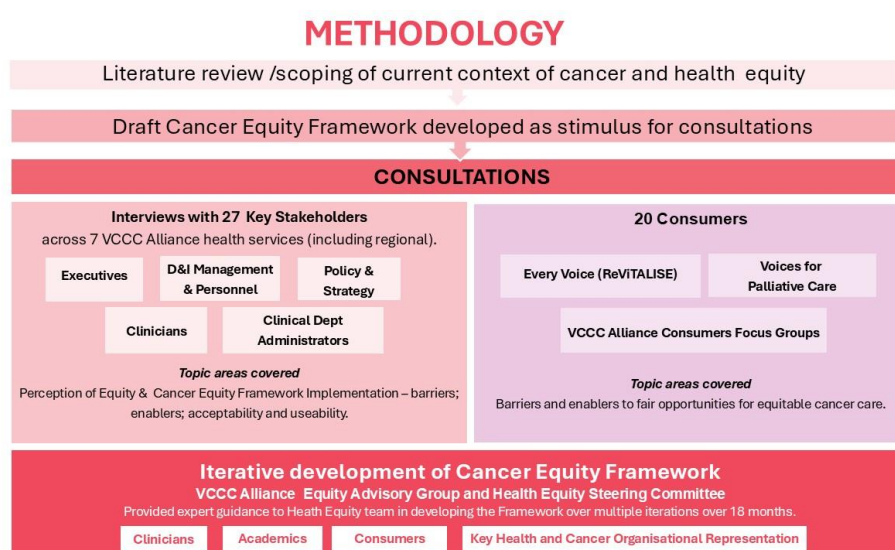 METHODOLOGY
Literature review /scoping of current context of cancer and health equity
Draft Cancer Equity Framework developed as stimulus for consultations
CONSULTATIONS
Interviews with 27 Key Stakeholders
across 7 VCCC Alliance health services (including regional).
Executives
D&I Management
& Personnel
Policy &
Strategy
Clinicians
Clinical Dept
Administrators
Topic areas covered
Perception of Equity & Cancer Equity Framework Implementation – barriers;
enablers; acceptability and useability.
20 Consumers
Every Voice (ReViTALISE)
Voices for
Palliative Care
VCCC Alliance Consumers Focus Groups
Topic areas covered
Barriers and enablers to fair opportunities for equitable cancer care.
Iterative development of Cancer Equity Framework
VCCC Alliance Equity Advisory Group and Health Equity Steering Committee
Provided expert guidance to Heath Equity team in developing the Framework over multiple iterations over 18 months.
Clinicians
Academics
Consumers
Key Health and Cancer Organisational Representation